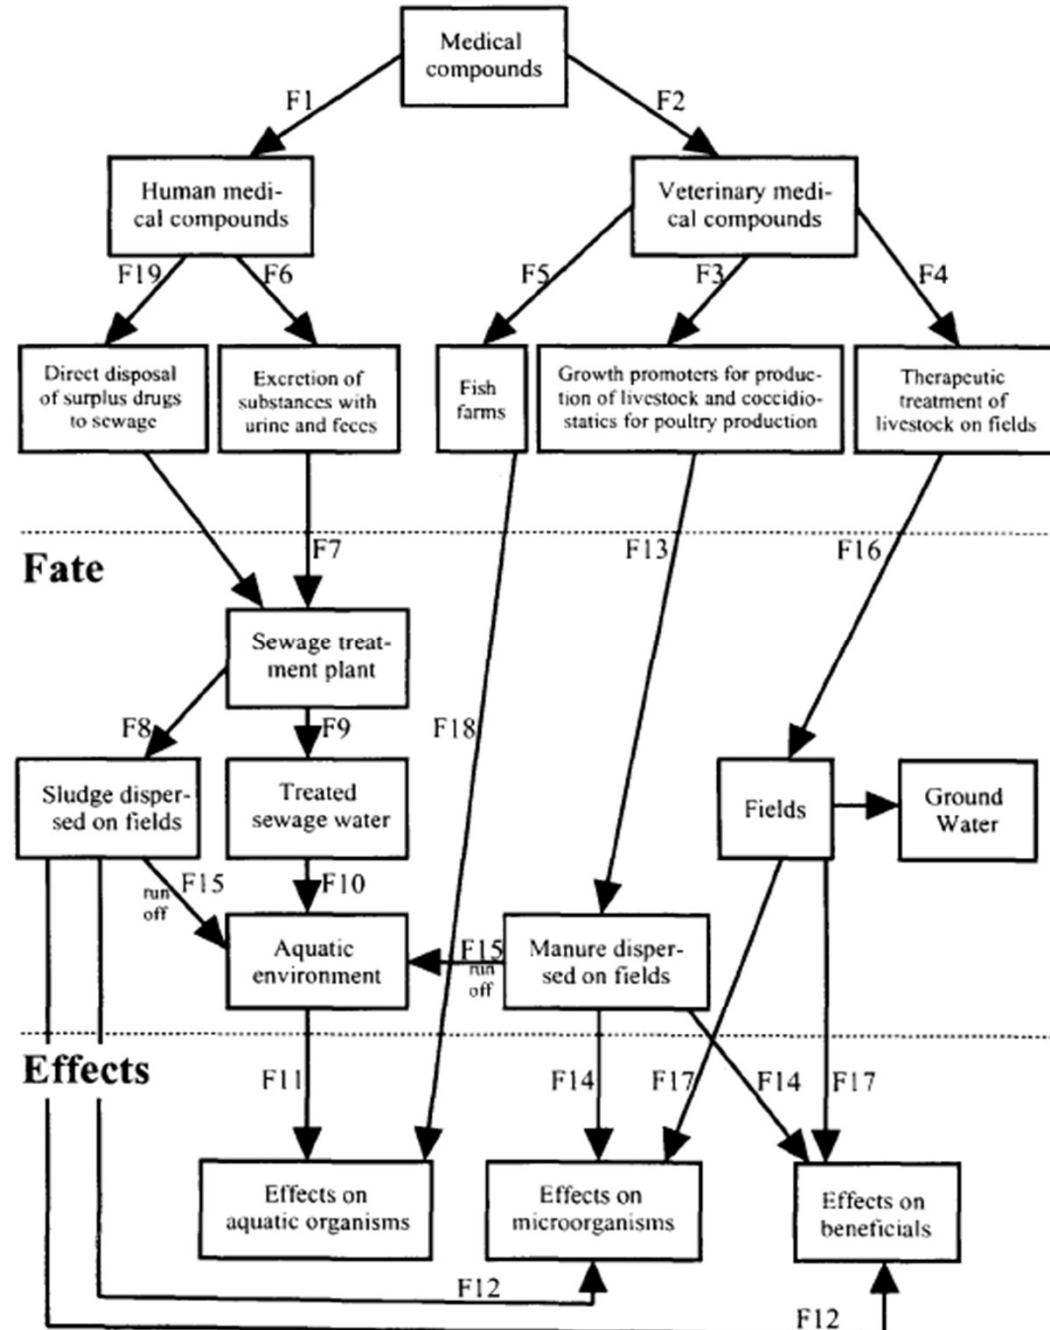 Medical
compounds
F1
F2
Human medi-
cal compounds
Veterinary medi-
cal compounds
F19
F6
F5
F3
F4
Direct disposal
of surplus drugs
to sewage
Excretion of
substances with
urine and feces
Fish
farms
Growth promoters for produc-
tion of livestock and coccidio-
statics for poultry production
Therapeutic
treatment of
livestock on fields
Fate
F7
F13
F16
Sewage treat-
ment plant
F8
F9
F18
Sludge disper-
sed on fields
Treated
sewage water
Fields
Ground
Water
F15
run
off
F10
Aquatic
environment
F15
run
off
Manure disper-
sed on fields
Effects
F11
F14
F17
F14
F17
Effects on
aquatic organisms
Effects on
microorganisms
Effects on
beneficials
F12
F12